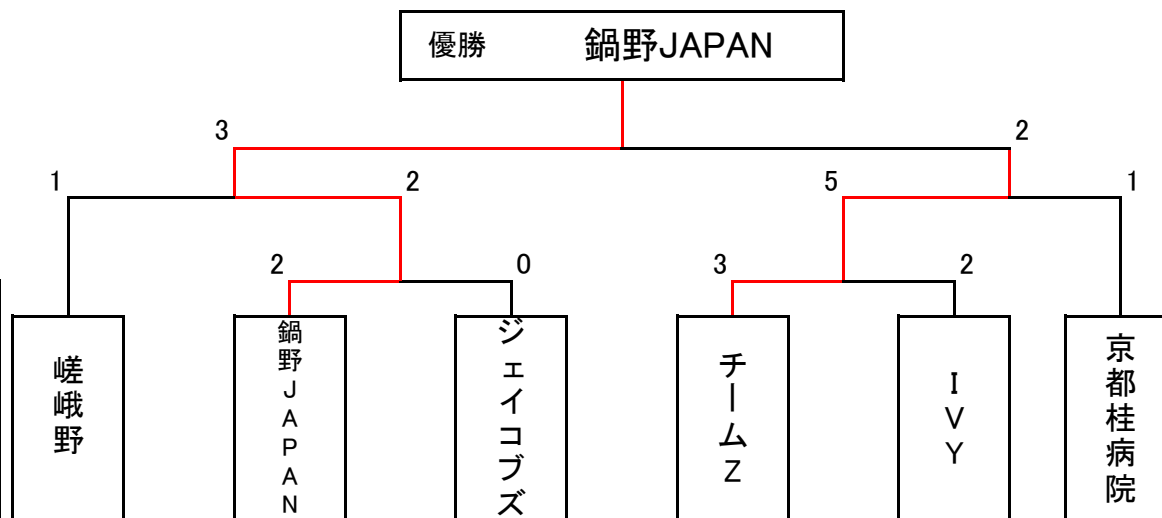 優勝 鍋野JAPAN
3 2
1 2 5 1
2 0 3 2
嵯峨野
鍋野JAPAN
ジェイコブズ
チームZ
IVY
京都桂病院